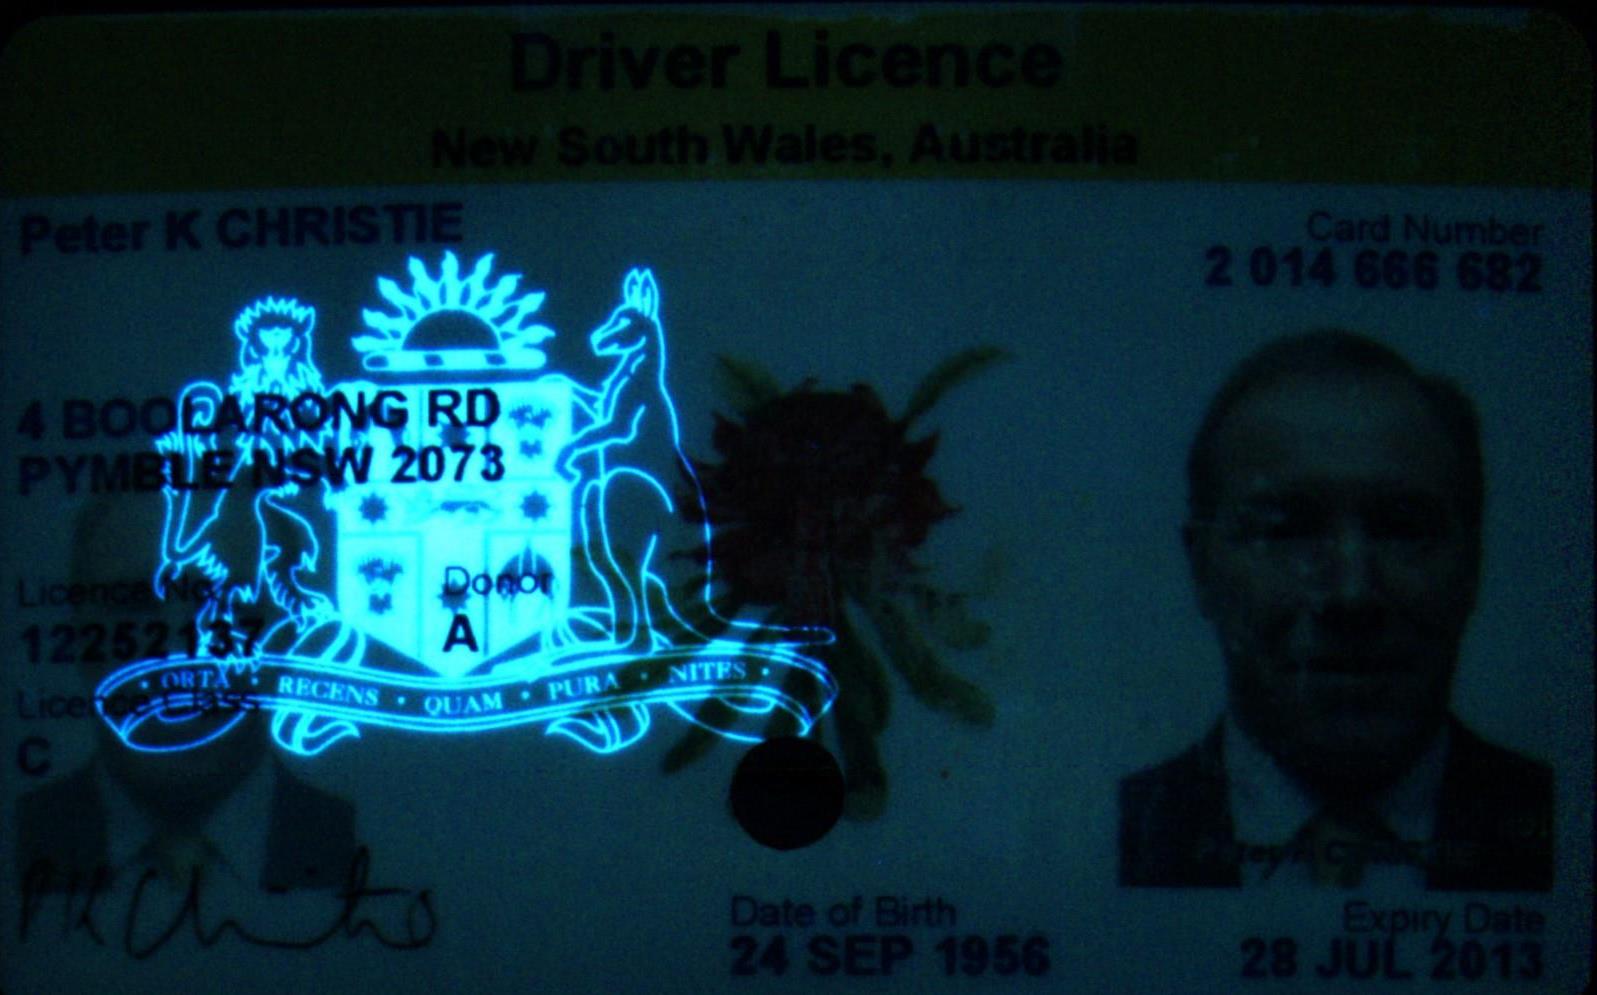 Driver Licence
New South Wales, Australia
Peter K CHRISTIE
Card Number
2 014 666 682
4 BOOLARONG RD
PYMBLE NSW 2073
Licence No.
Donor
12252137
A
ORTA · RECENS · QUAM · PURA · NITES
Licence Class
C
Date of Birth
24 SEP 1956
Expiry Date
28 JUL 2013